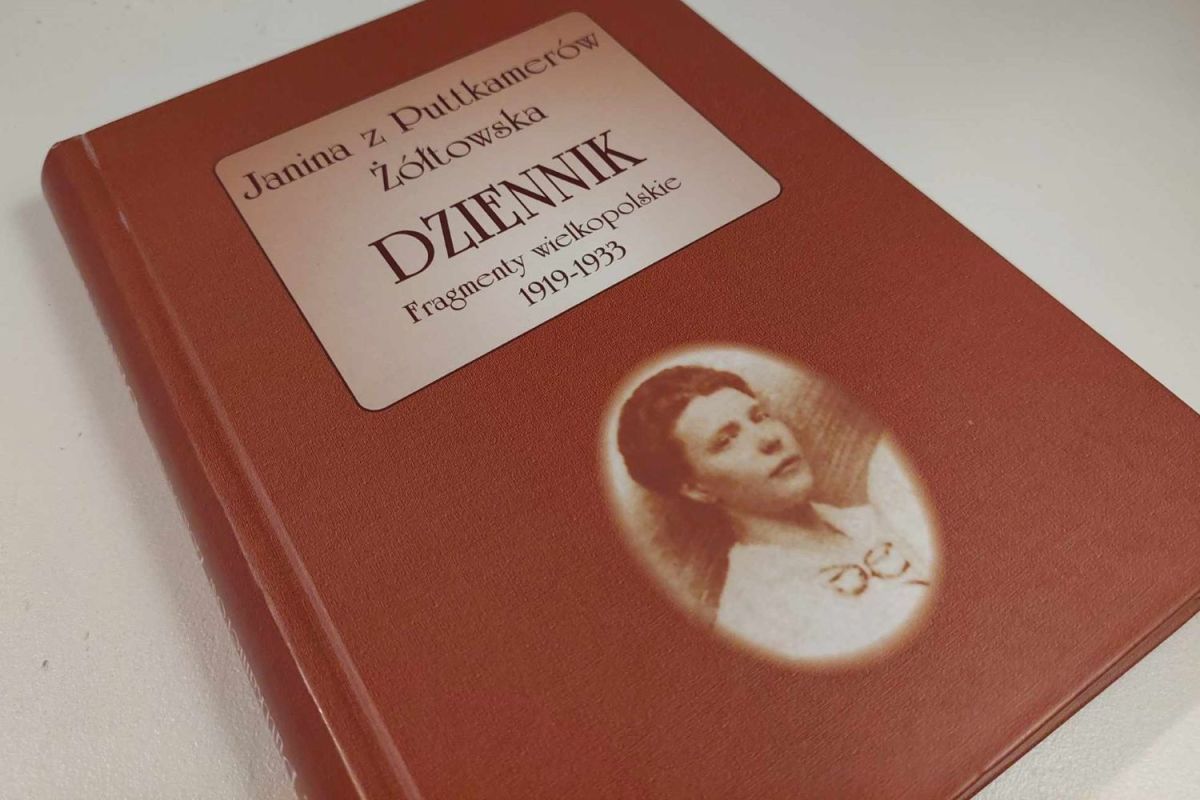 Janina z Puttkamerów
Żółtowska
DZIENNIK
Fragmenty wielkopolskie
1919-1933